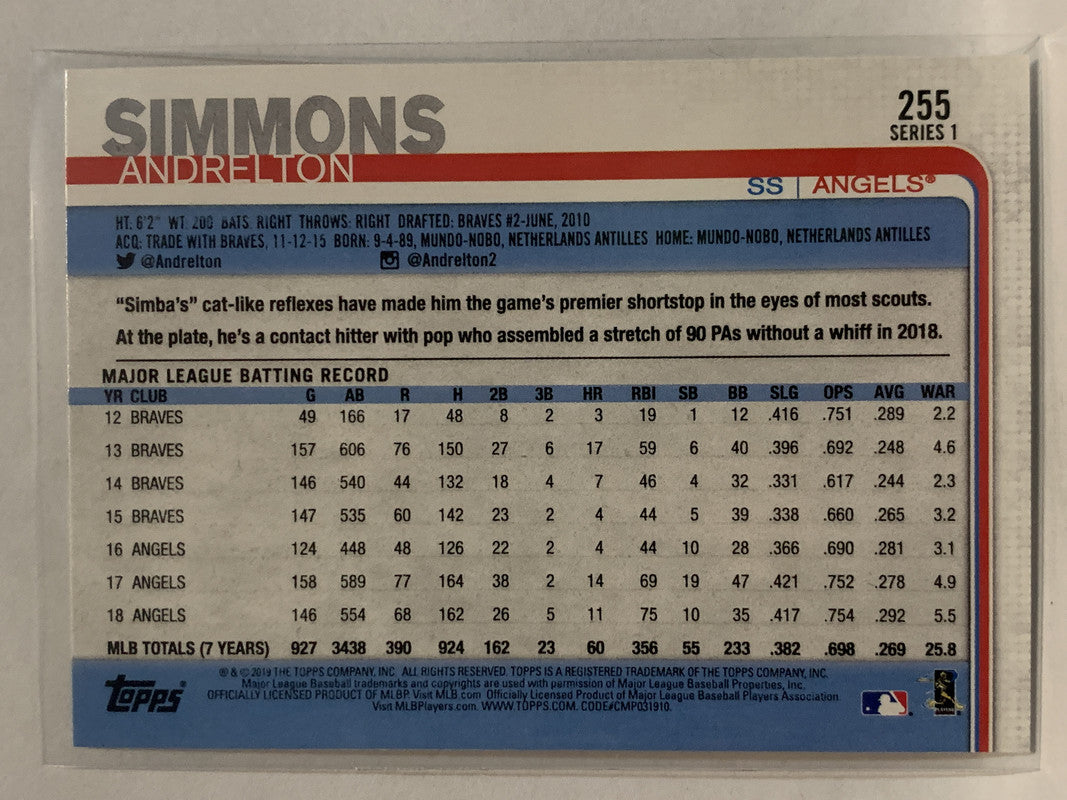 SIMMONS
ANDRELTON
255
SERIES 1
SS | ANGELS®
HT: 6'2" WT: 200 BATS: RIGHT THROWS: RIGHT DRAFTED: BRAVES #2-JUNE, 2010
ACQ: TRADE WITH BRAVES, 11-12-15 BORN: 9-4-89, MUNDO-NOBO, NETHERLANDS ANTILLES HOME: MUNDO-NOBO, NETHERLANDS ANTILLES
@Andrelton @Andrelton2
"Simba's" cat-like reflexes have made him the game's premier shortstop in the eyes of most scouts.
At the plate, he's a contact hitter with pop who assembled a stretch of 90 PAs without a whiff in 2018.
MAJOR LEAGUE BATTING RECORD
YR CLUB G AB R H 2B 3B HR RBI SB BB SLG OPS AVG WAR
12 BRAVES 49 166 17 48 8 2 3 19 1 12 .416 .751 .289 2.2
13 BRAVES 157 606 76 150 27 6 17 59 6 40 .396 .692 .248 4.6
14 BRAVES 146 540 44 132 18 4 7 46 4 32 .331 .617 .244 2.3
15 BRAVES 147 535 60 142 23 2 4 44 5 39 .338 .660 .265 3.2
16 ANGELS 124 448 48 126 22 2 4 44 10 28 .366 .690 .281 3.1
17 ANGELS 158 589 77 164 38 2 14 69 19 47 .421 .752 .278 4.9
18 ANGELS 146 554 68 162 26 5 11 75 10 35 .417 .754 .292 5.5
MLB TOTALS (7 YEARS) 927 3438 390 924 162 23 60 356 55 233 .382 .698 .269 25.8
® & © 2019 THE TOPPS COMPANY, INC. ALL RIGHTS RESERVED. TOPPS IS A REGISTERED TRADEMARK OF THE TOPPS COMPANY, INC.
Major League Baseball trademarks and copyrights are used with permission of Major League Baseball Properties, Inc.
OFFICIALLY LICENSED PRODUCT OF MLBP. Visit MLB.com Officially Licensed Product of Major League Baseball Players Association
Visit MLBPlayers.com. WWW.TOPPS.COM. CODE#CMP031910.
Topps®